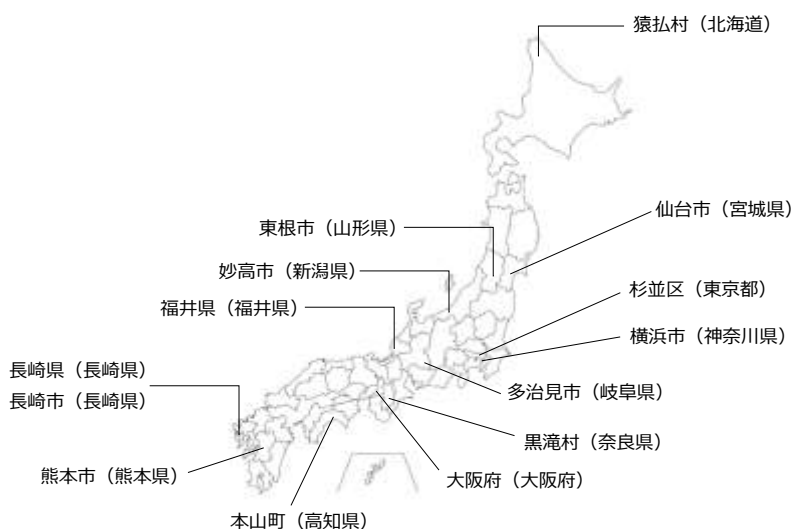 猿払村（北海道）
仙台市（宮城県）
東根市（山形県）
妙高市（新潟県）
杉並区（東京都）
福井県（福井県）
横浜市（神奈川県）
長崎県（長崎県）
長崎市（長崎県）
多治見市（岐阜県）
黒滝村（奈良県）
熊本市（熊本県）
大阪府（大阪府）
本山町（高知県）